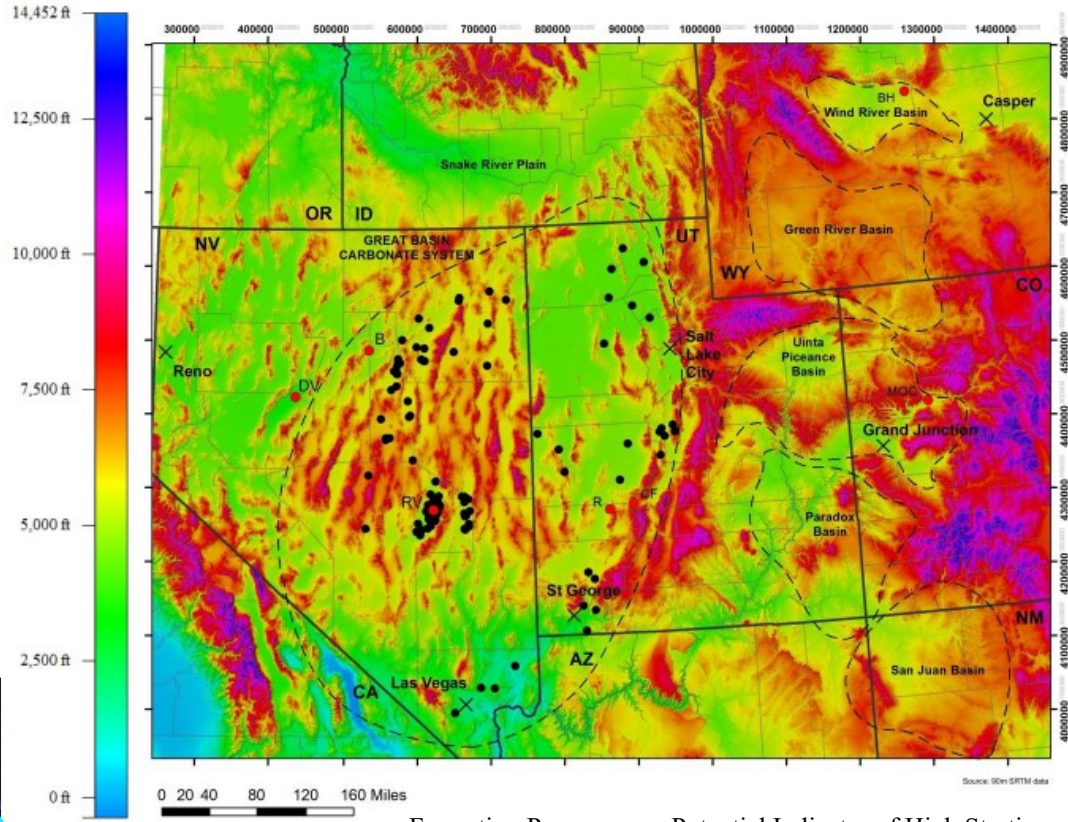 14,452 ft
12,500 ft
10,000 ft
7,500 ft
5,000 ft
2,500 ft
0 ft
300000 400000 500000 600000 700000 800000 900000 1000000 1100000 1200000 1300000 1400000
4900000
4800000
4700000
4600000
4500000
4400000
4300000
4200000
4100000
4000000
BH
Wind River Basin
Casper
Snake River Plain
OR
ID
NV
GREAT BASIN
CARBONATE SYSTEM
UT
WY
Green River Basin
CO
Reno
B
DV
Salt
Lake
City
Uinta
Piceance
Basin
Grand Junction
RV
R
CF
Paradox
Basin
St George
NM
AZ
San Juan Basin
Las Vegas
CA
Source: 90m SRTM data
0 20 40 80 120 160 Miles